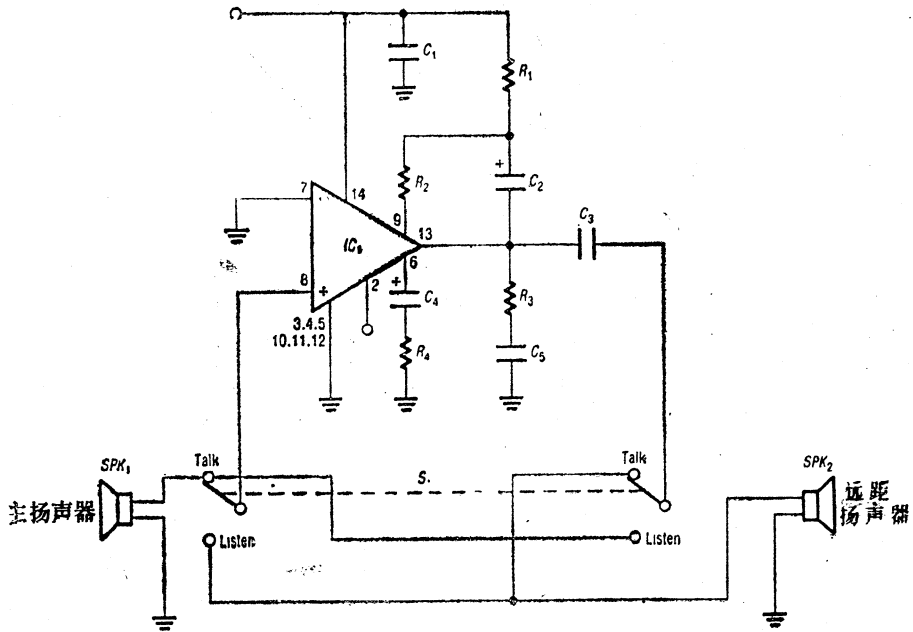 C1
R1
R2
+
C2
7
14
9
13
C3
6
8
+
2
+
C4
R3
3.4.5
10.11.12
R4
C5
SPK1
Talk
S.
Talk
SPK2
主扬声器
远距
扬声器
Listen
Listen